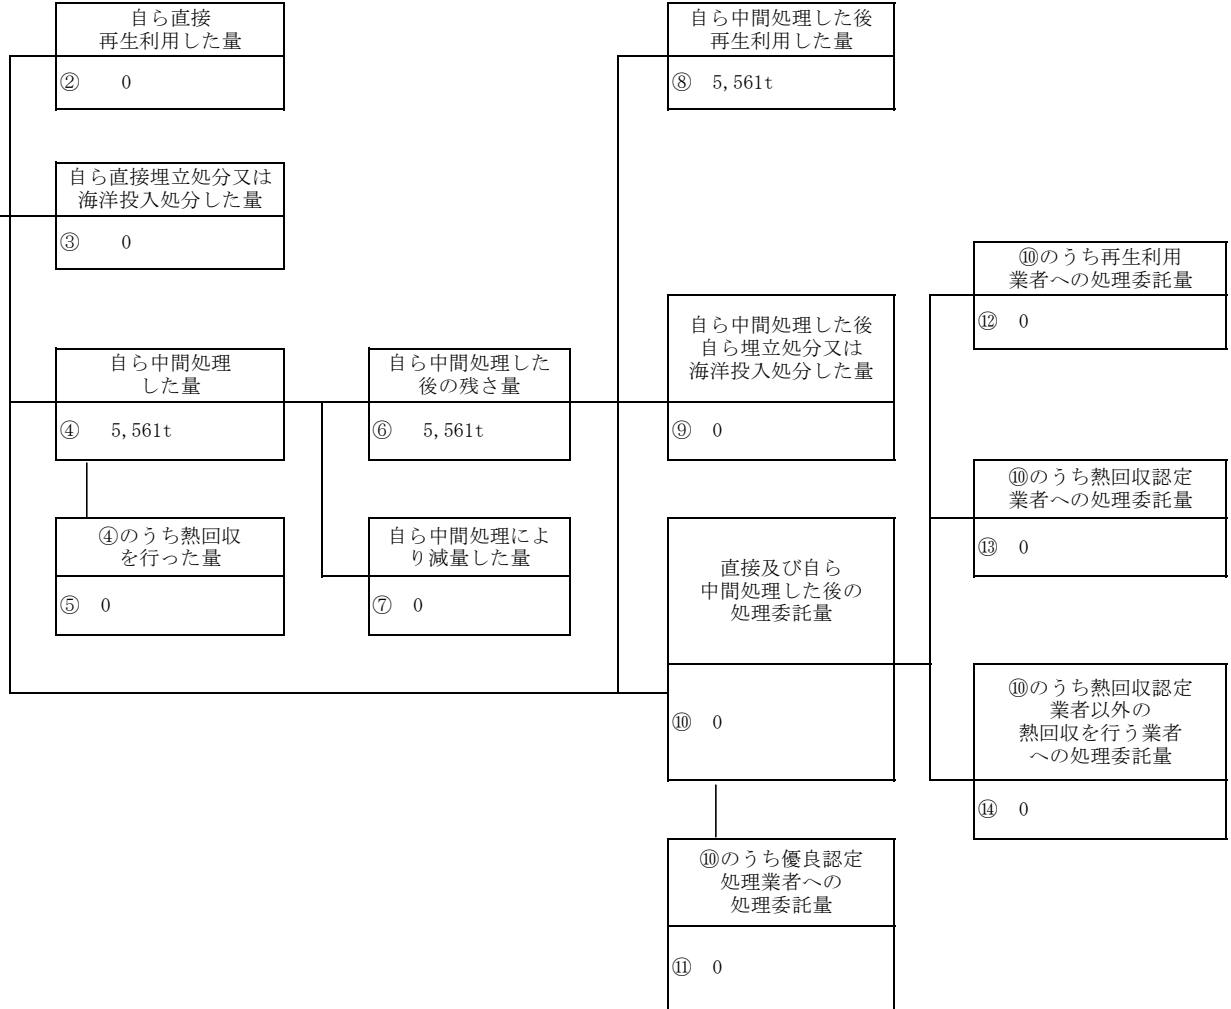 自ら直接
再生利用した量
② 0
自ら中間処理した後
再生利用した量
⑧ 5,561t
自ら直接埋立処分又は
海洋投入処分した量
③ 0
⑩のうち再生利用
業者への処理委託量
⑫ 0
自ら中間処理した後
自ら埋立処分又は
海洋投入処分した量
⑨ 0
自ら中間処理
した量
④ 5,561t
自ら中間処理した
後の残さ量
⑥ 5,561t
⑩のうち熱回収認定
業者への処理委託量
⑬ 0
④のうち熱回収
を行った量
⑤ 0
自ら中間処理によ
り減量した量
⑦ 0
直接及び自ら
中間処理した後の
処理委託量
⑩ 0
⑩のうち熱回収認定
業者以外の
熱回収を行う業者
への処理委託量
⑭ 0
⑩のうち優良認定
処理業者への
処理委託量
⑪ 0